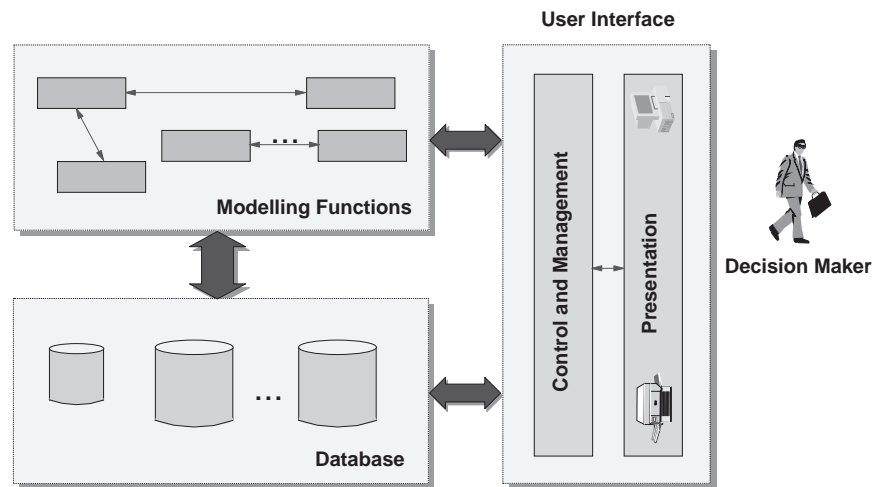 User Interface
Modelling Functions
...
Control and Management
Presentation
Decision Maker
...
Database